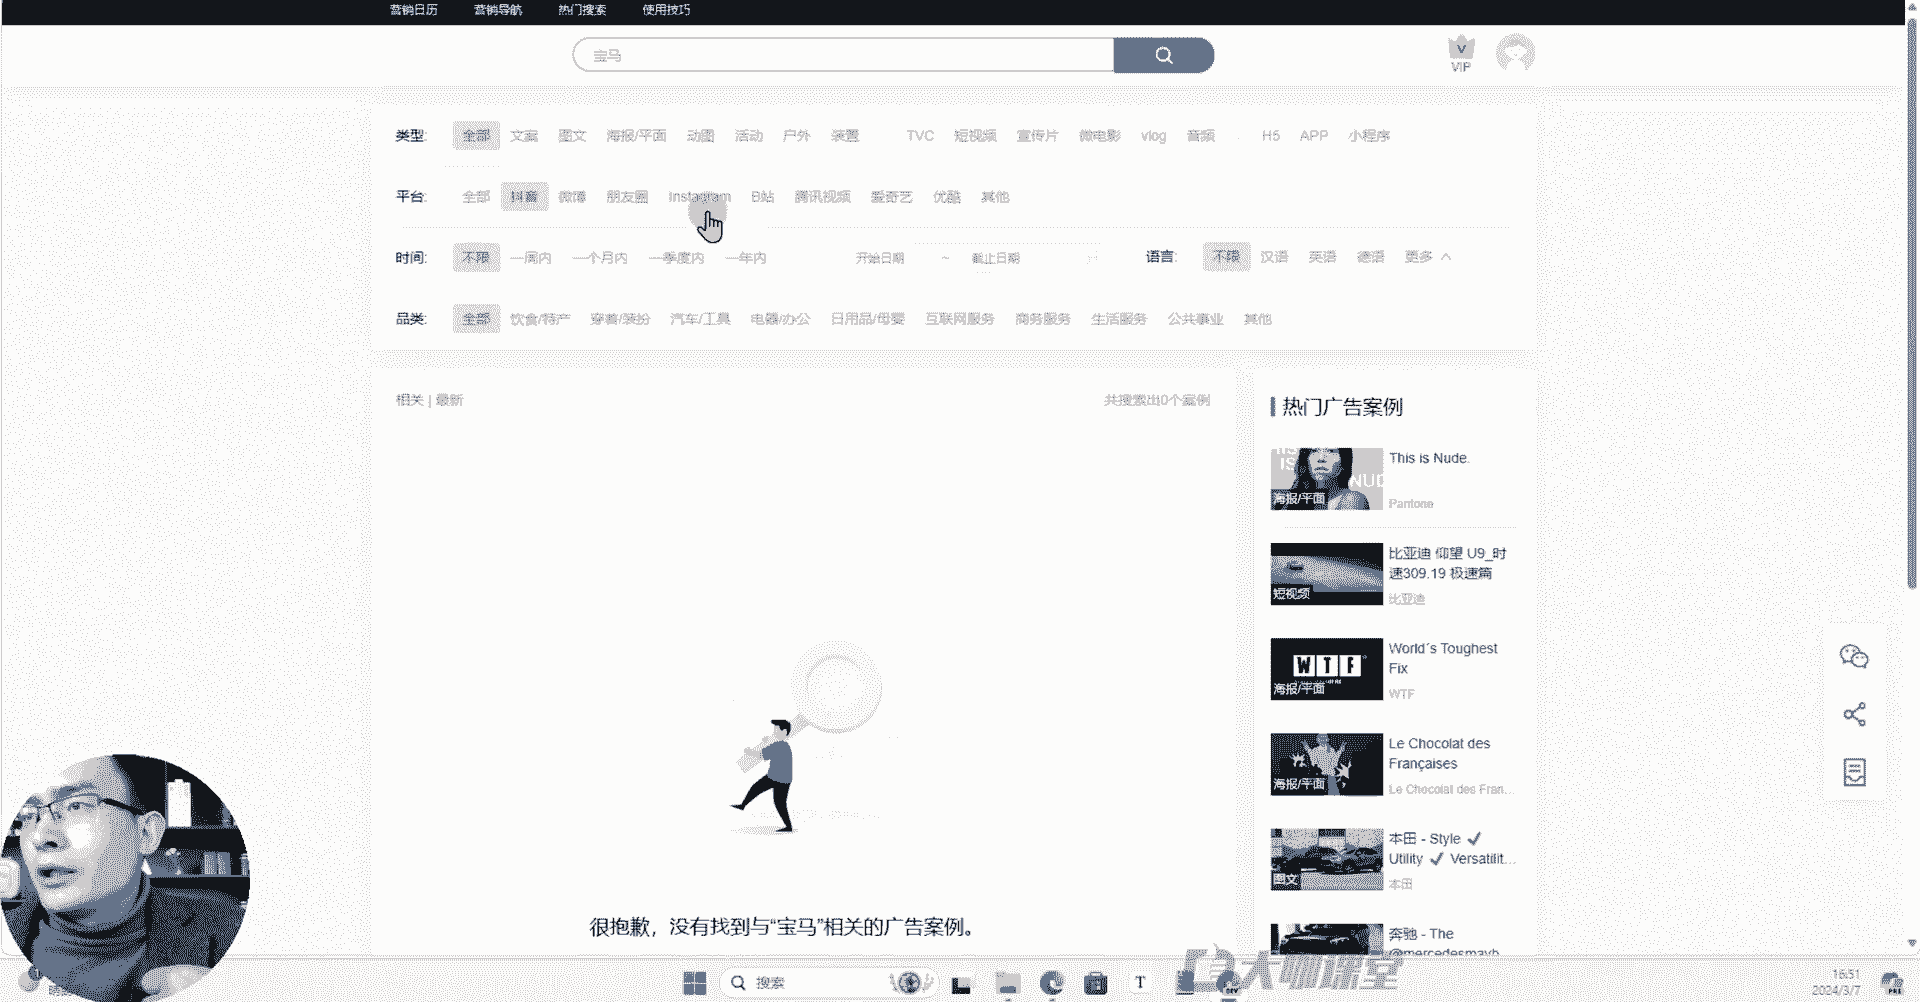 营销日历 营销导航 热门搜索 使用技巧
宝马
VIP
类型: 全部 文案 图文 海报/平面 动图 活动 户外 装置 TVC 短视频 宣传片 微电影 vlog 音频 H5 APP 小程序
平台: 全部 抖音 微博 朋友圈 Instagram B站 腾讯视频 爱奇艺 优酷 其他
时间: 不限 一周内 一个月内 一季度内 一年内 开始日期 ~ 截止日期 语言: 不限 汉语 英语 德语 更多
品类: 全部 饮食/特产 穿着/装扮 汽车/工具 电器/办公 日用品/母婴 互联网服务 商务服务 生活服务 公共事业 其他
相关 | 最新 共搜索出0个案例
很抱歉，没有找到与“宝马”相关的广告案例。
热门广告案例
This is Nude.
海报/平面
Pantone
比亚迪 仰望 U9_时
速309.19 极速篇
短视频
比亚迪
World´s Toughest
Fix
WTF
海报/平面
WTF
Le Chocolat des
Françaises
海报/平面
Le Chocolat des Fran...
本田 - Style ✓
Utility ✓ Versatilit...
图文
本田
奔驰 - The
@mercedesmayb
搜索
大咖课堂
16:51
2024/3/7